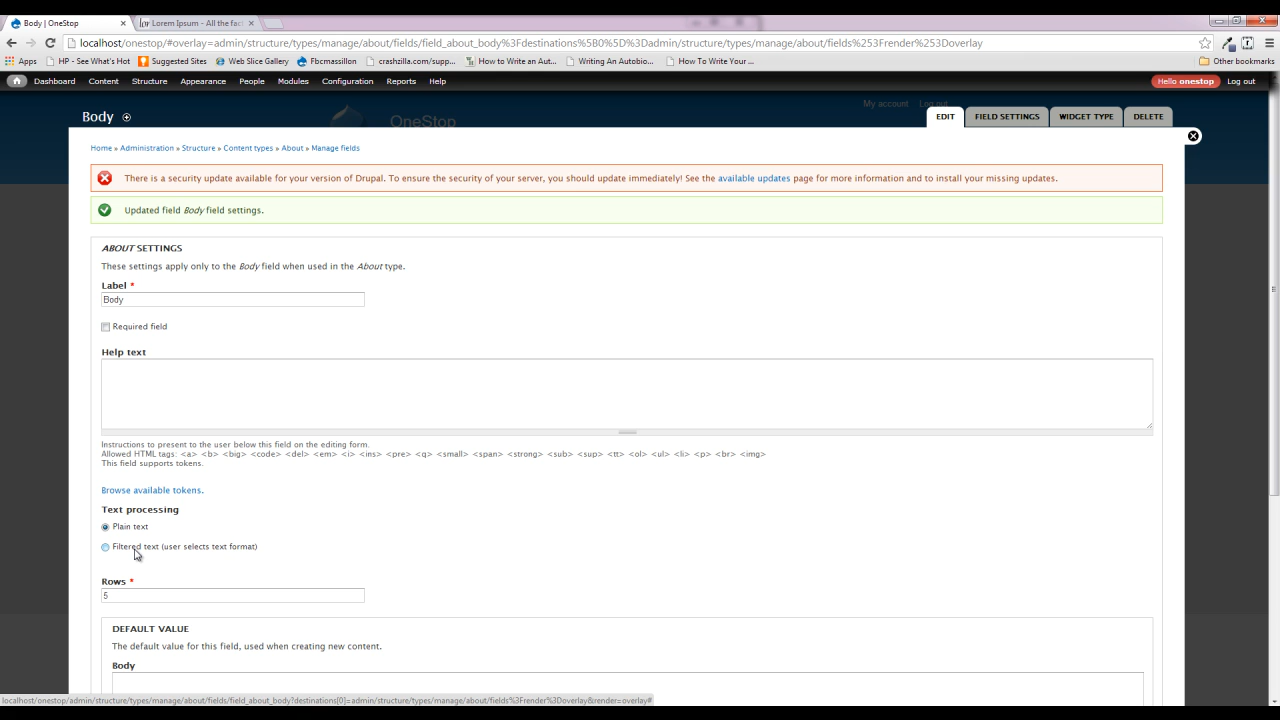 Body | OneStop
Lorem Ipsum - All the fac
localhost/onestop/#overlay=admin/structure/types/manage/about/fields/field_about_body%3Fdestinations%5B0%5D%3Dadmin/structure/types/manage/about/fields%253Frender%253Doverlay
Apps HP - See What's Hot Suggested Sites Web Slice Gallery Fbcmassillon crashzilla.com/supp... How to Write an Aut... Writing An Autobio... How To Write Your ... Other bookmarks
Dashboard Content Structure Appearance People Modules Configuration Reports Help Hello onestop Log out
My account Log out
OneStop
Body EDIT FIELD SETTINGS WIDGET TYPE DELETE
Home » Administration » Structure » Content types » About » Manage fields
There is a security update available for your version of Drupal. To ensure the security of your server, you should update immediately! See the available updates page for more information and to install your missing updates.
Updated field Body field settings.
ABOUT SETTINGS
These settings apply only to the Body field when used in the About type.
Label *
Body
Required field
Help text
Instructions to present to the user below this field on the editing form.
Allowed HTML tags: <a> <b> <big> <code> <del> <em> <i> <ins> <pre> <q> <small> <span> <strong> <sub> <sup> <tt> <ol> <ul> <li> <p> <br> <img>
This field supports tokens.
Browse available tokens.
Text processing
Plain text
Filtered text (user selects text format)
Rows *
5
DEFAULT VALUE
The default value for this field, used when creating new content.
Body
localhost/onestop/admin/structure/types/manage/about/fields/field_about_body?destinations[0]=admin/structure/types/manage/about/fields%3Frender%3Doverlay&render=overlay#